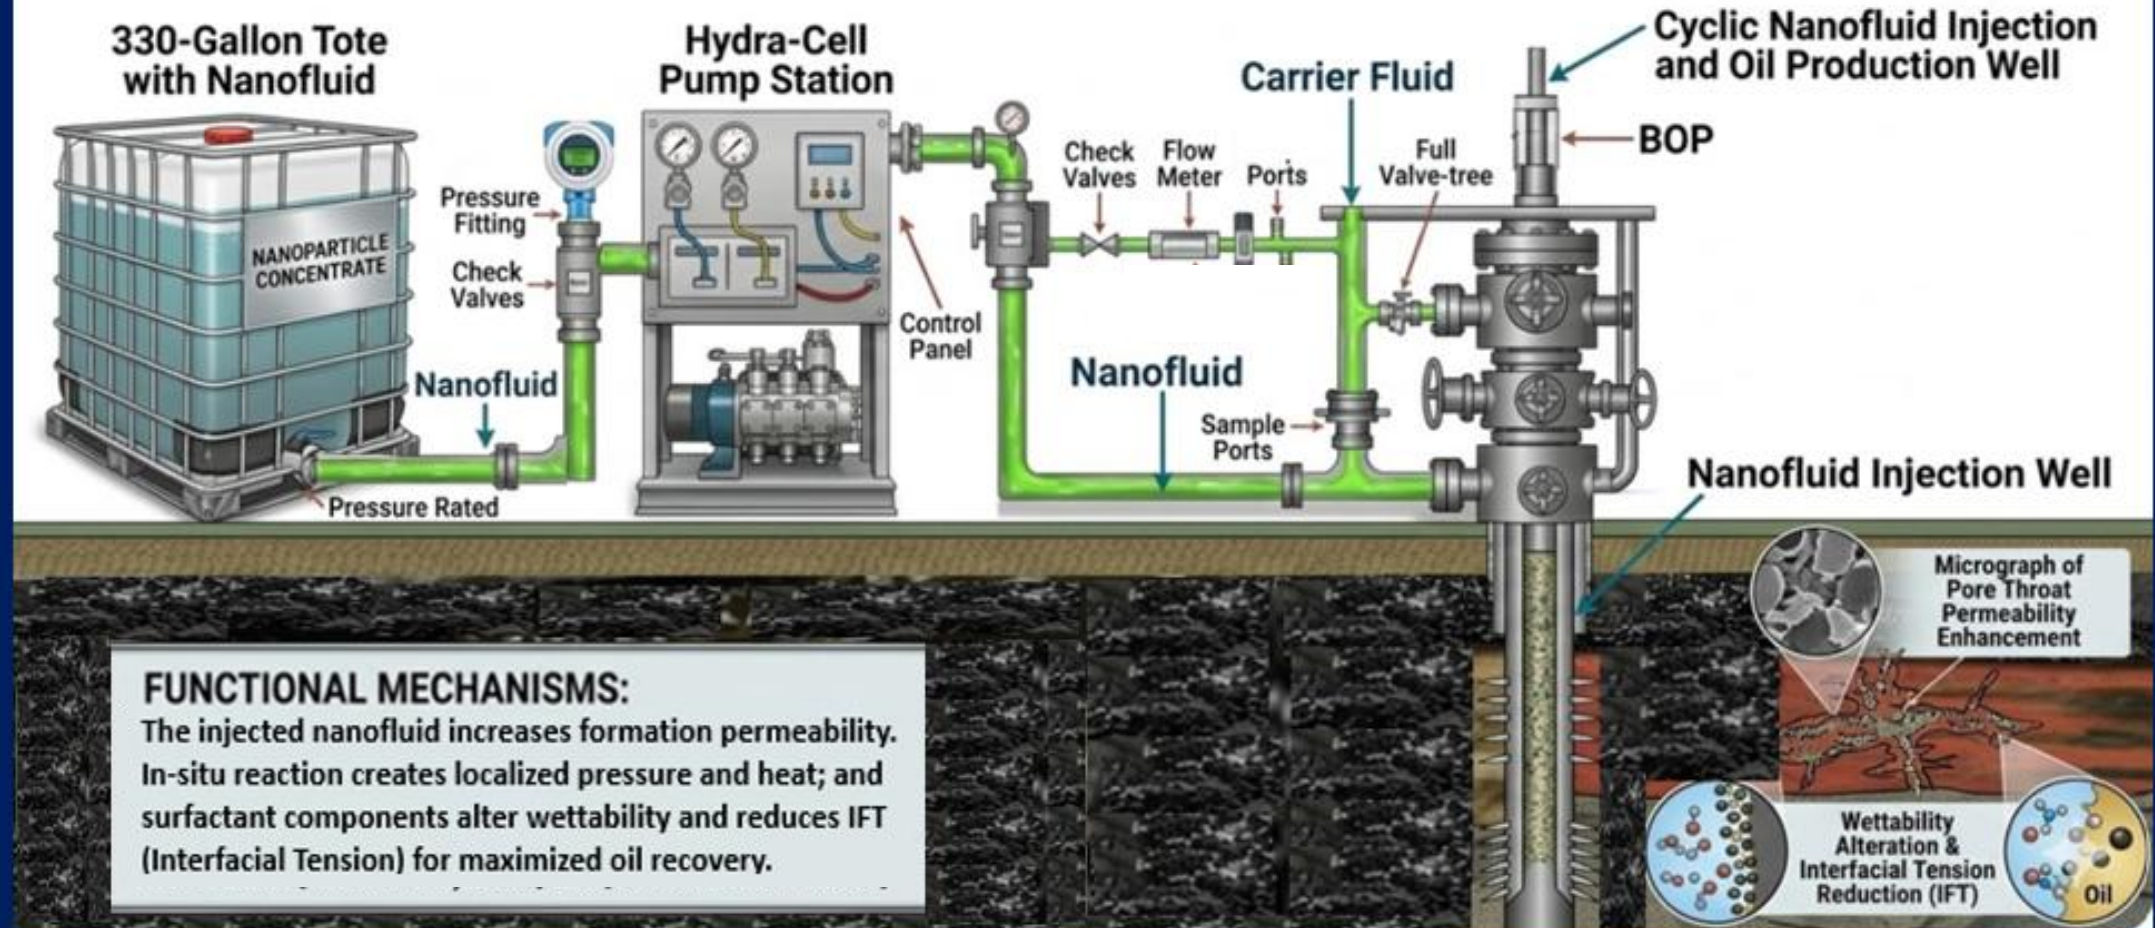 330-Gallon Tote
with Nanofluid
Hydra-Cell
Pump Station
Carrier Fluid
Cyclic Nanofluid Injection
and Oil Production Well
BOP
Check
Valves
Flow
Meter
Ports
Full
Valve-tree
Pressure
Fitting
NANOPARTICLE
CONCENTRATE
Check
Valves
Control
Panel
Nanofluid
Nanofluid
Sample
Ports
Pressure Rated
Nanofluid Injection Well
Micrograph of
Pore Throat
Permeability
Enhancement
FUNCTIONAL MECHANISMS:
The injected nanofluid increases formation permeability.
In-situ reaction creates localized pressure and heat; and
surfactant components alter wettability and reduces IFT
(Interfacial Tension) for maximized oil recovery.
Wettability
Alteration &
Interfacial Tension
Reduction (IFT)
Oil